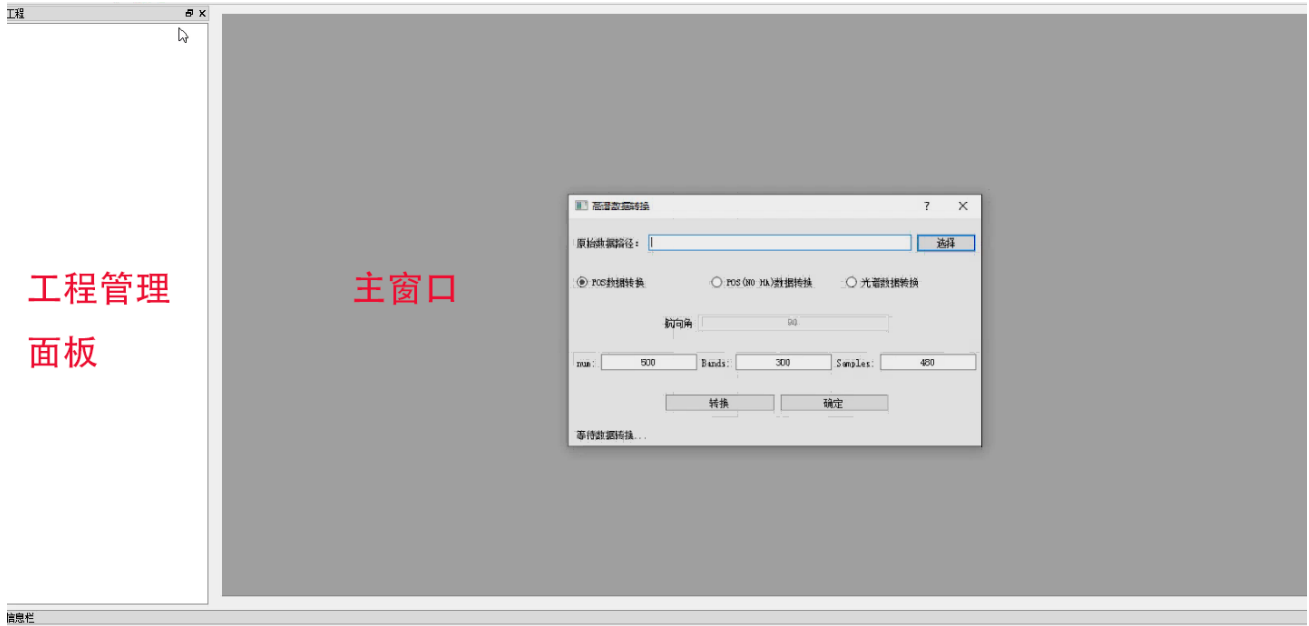 工程
工程管理
面板
主窗口
高谱数据转换
原始数据路径：
选择
POS数据转换
POS(NO HA)数据转换
光谱数据转换
航向角
90
num:
500
Bands:
300
Samples:
480
转换
确定
等待数据转换...
信息栏